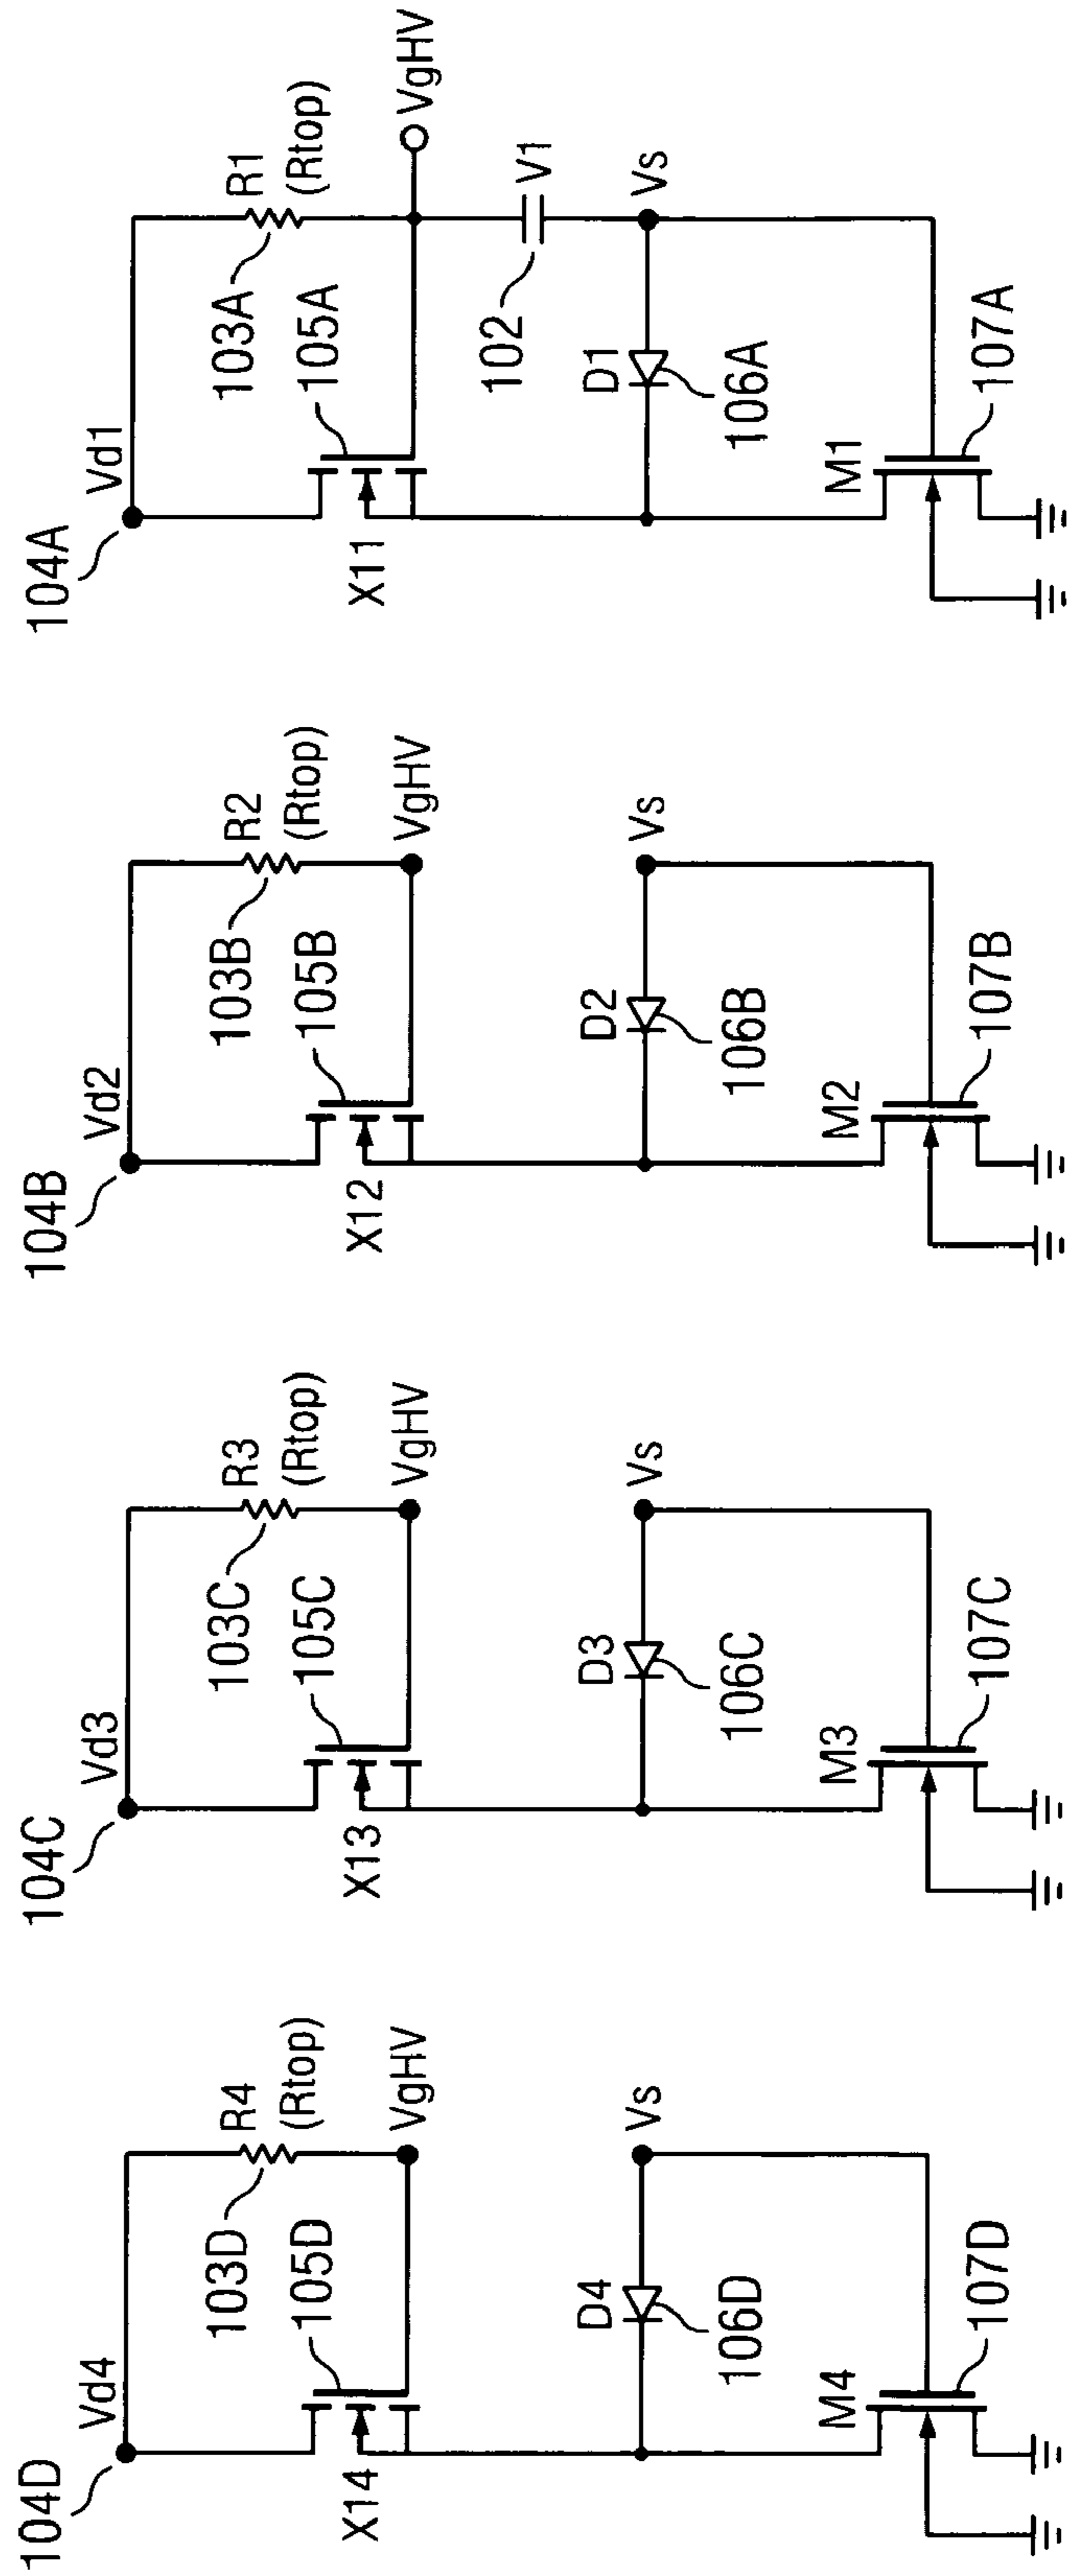 104A
Vd1
R1
(Rtop)
103A
105A
VgHV
X11
102
V1
Vs
D1
106A
M1
107A
104B
Vd2
R2
(Rtop)
103B
105B
VgHV
X12
Vs
D2
106B
M2
107B
104C
Vd3
R3
(Rtop)
103C
105C
VgHV
X13
Vs
D3
106C
M3
107C
104D
Vd4
R4
(Rtop)
103D
105D
VgHV
X14
Vs
D4
106D
M4
107D